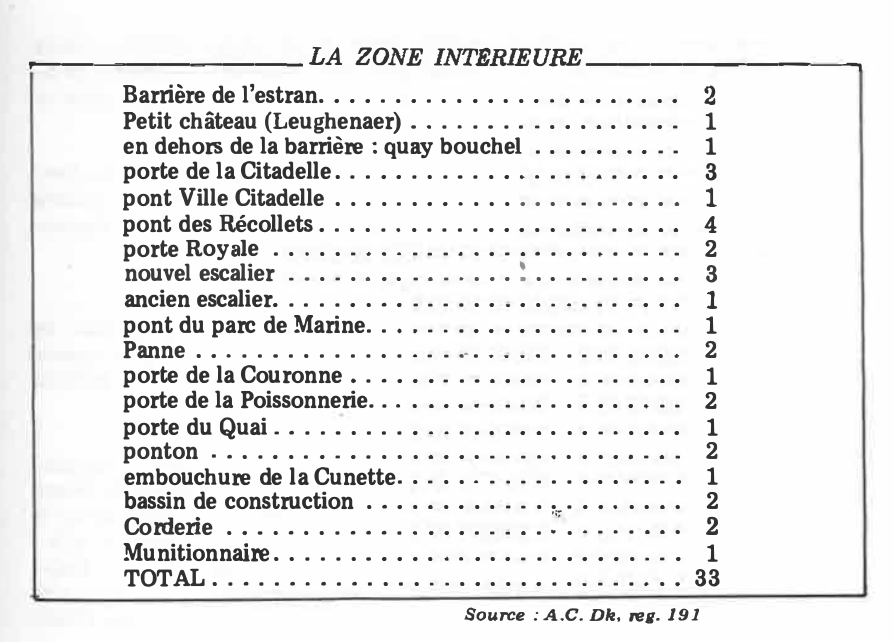 LA ZONE INTERIEURE
Barrière de l'estran. . . . . . . . . . . . . . . . . . . . . . . . . 2
Petit château (Leughenaer) . . . . . . . . . . . . . . . . . . 1
en dehors de la barrière : quay bouchel . . . . . . . . . . 1
porte de la Citadelle. . . . . . . . . . . . . . . . . . . . . . . 3
pont Ville Citadelle . . . . . . . . . . . . . . . . . . . . . . . 1
pont des Récollets . . . . . . . . . . . . . . . . . . . . . . . . 4
porte Royale . . . . . . . . . . . . . . . . . . . . . . . . . . . . 2
nouvel escalier . . . . . . . . . . . . . . . . . . . . . . . . . . 3
ancien escalier. . . . . . . . . . . . . . . . . . . . . . . . . . . 1
pont du parc de Marine. . . . . . . . . . . . . . . . . . . . . 1
Panne . . . . . . . . . . . . . . . . . . . . . . . . . . . . . . . . 2
porte de la Couronne . . . . . . . . . . . . . . . . . . . . . . 1
porte de la Poissonnerie. . . . . . . . . . . . . . . . . . . . . 2
porte du Quai . . . . . . . . . . . . . . . . . . . . . . . . . . . 1
ponton . . . . . . . . . . . . . . . . . . . . . . . . . . . . . . . 2
embouchure de la Cunette. . . . . . . . . . . . . . . . . . . 1
bassin de construction . . . . . . . . . . . . . . . . . . . . . 2
Corderie . . . . . . . . . . . . . . . . . . . . . . . . . . . . . . 2
Munitionnaire. . . . . . . . . . . . . . . . . . . . . . . . . . . 1
TOTAL . . . . . . . . . . . . . . . . . . . . . . . . . . . . . . . 33
Source : A.C. Dk, reg. 191